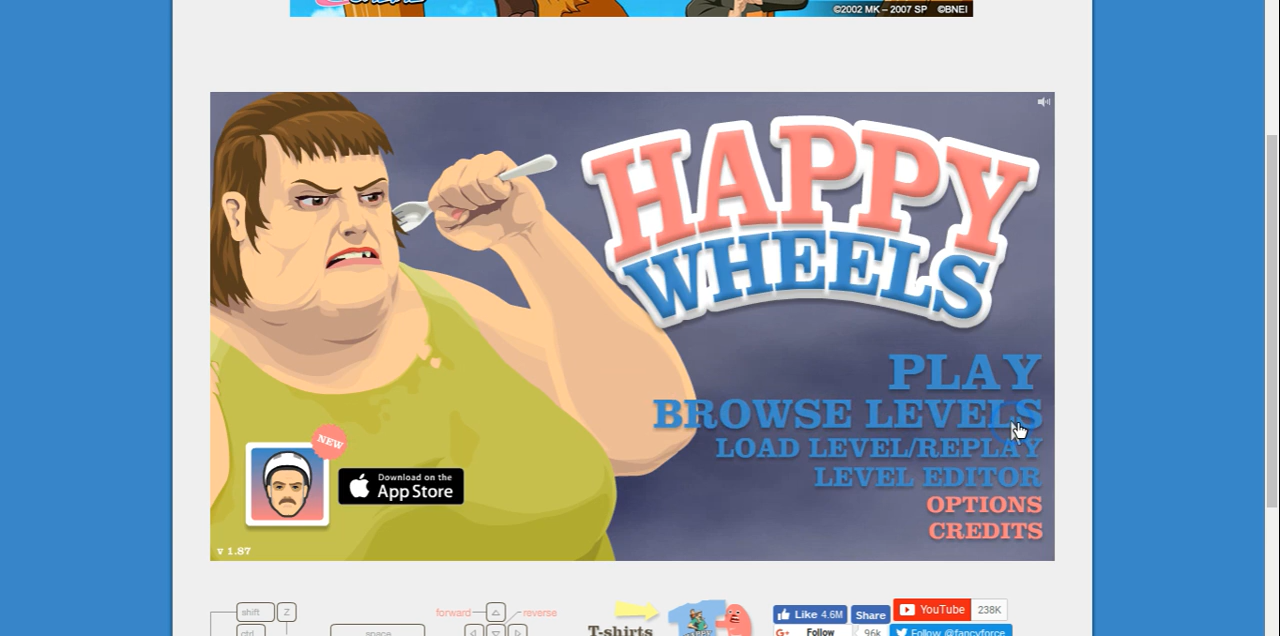 ©2002 MK – 2007 SP ©BNEI
HAPPY
WHEELS
PLAY
BROWSE LEVELS
LOAD LEVEL/REPLAY
LEVEL EDITOR
OPTIONS
CREDITS
NEW
Download on the
App Store
v 1.87
shift Z
ctrl
space
forward
reverse
T-shirts
Like 4.6M Share
YouTube 238K
G+ Follow 96k
Follow @fancyforce